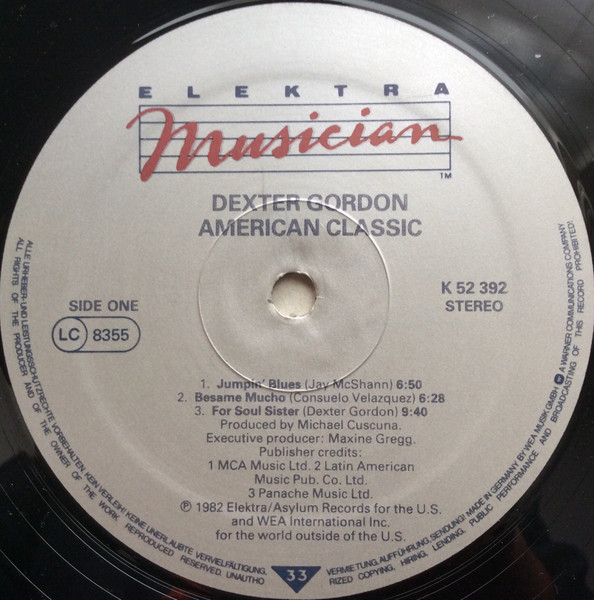 ELEKTRA
Musician
TM
DEXTER GORDON
AMERICAN CLASSIC
SIDE ONE
LC 8355
K 52 392
STEREO
1. Jumpin' Blues (Jay McShann) 6:50
2. Besame Mucho (Consuelo Velazquez) 6:28
3. For Soul Sister (Dexter Gordon) 9:40
Produced by Michael Cuscuna.
Executive producer: Maxine Gregg.
Publisher credits:
1 MCA Music Ltd. 2 Latin American
Music Pub. Co. Ltd.
3 Panache Music Ltd.
℗ 1982 Elektra/Asylum Records for the U.S.
and WEA International Inc.
for the world outside of the U.S.
ALLE URHEBER- UND LEISTUNGSSCHUTZRECHTE VORBEHALTEN. KEIN VERLEIH! KEINE UNERLAUBTE VERVIELFÄLTIGUNG, VERMIETUNG, AUFFÜHRUNG, SENDUNG! MADE IN GERMANY BY WEA MUSIK GMBH A WARNER COMMUNICATIONS COMPANY
ALL RIGHTS OF THE PRODUCER AND OF THE OWNER OF THE WORK REPRODUCED RESERVED. UNAUTHORIZED COPYING, HIRING, LENDING, PUBLIC PERFORMANCE AND BROADCASTING OF THIS RECORD PROHIBITED!
33